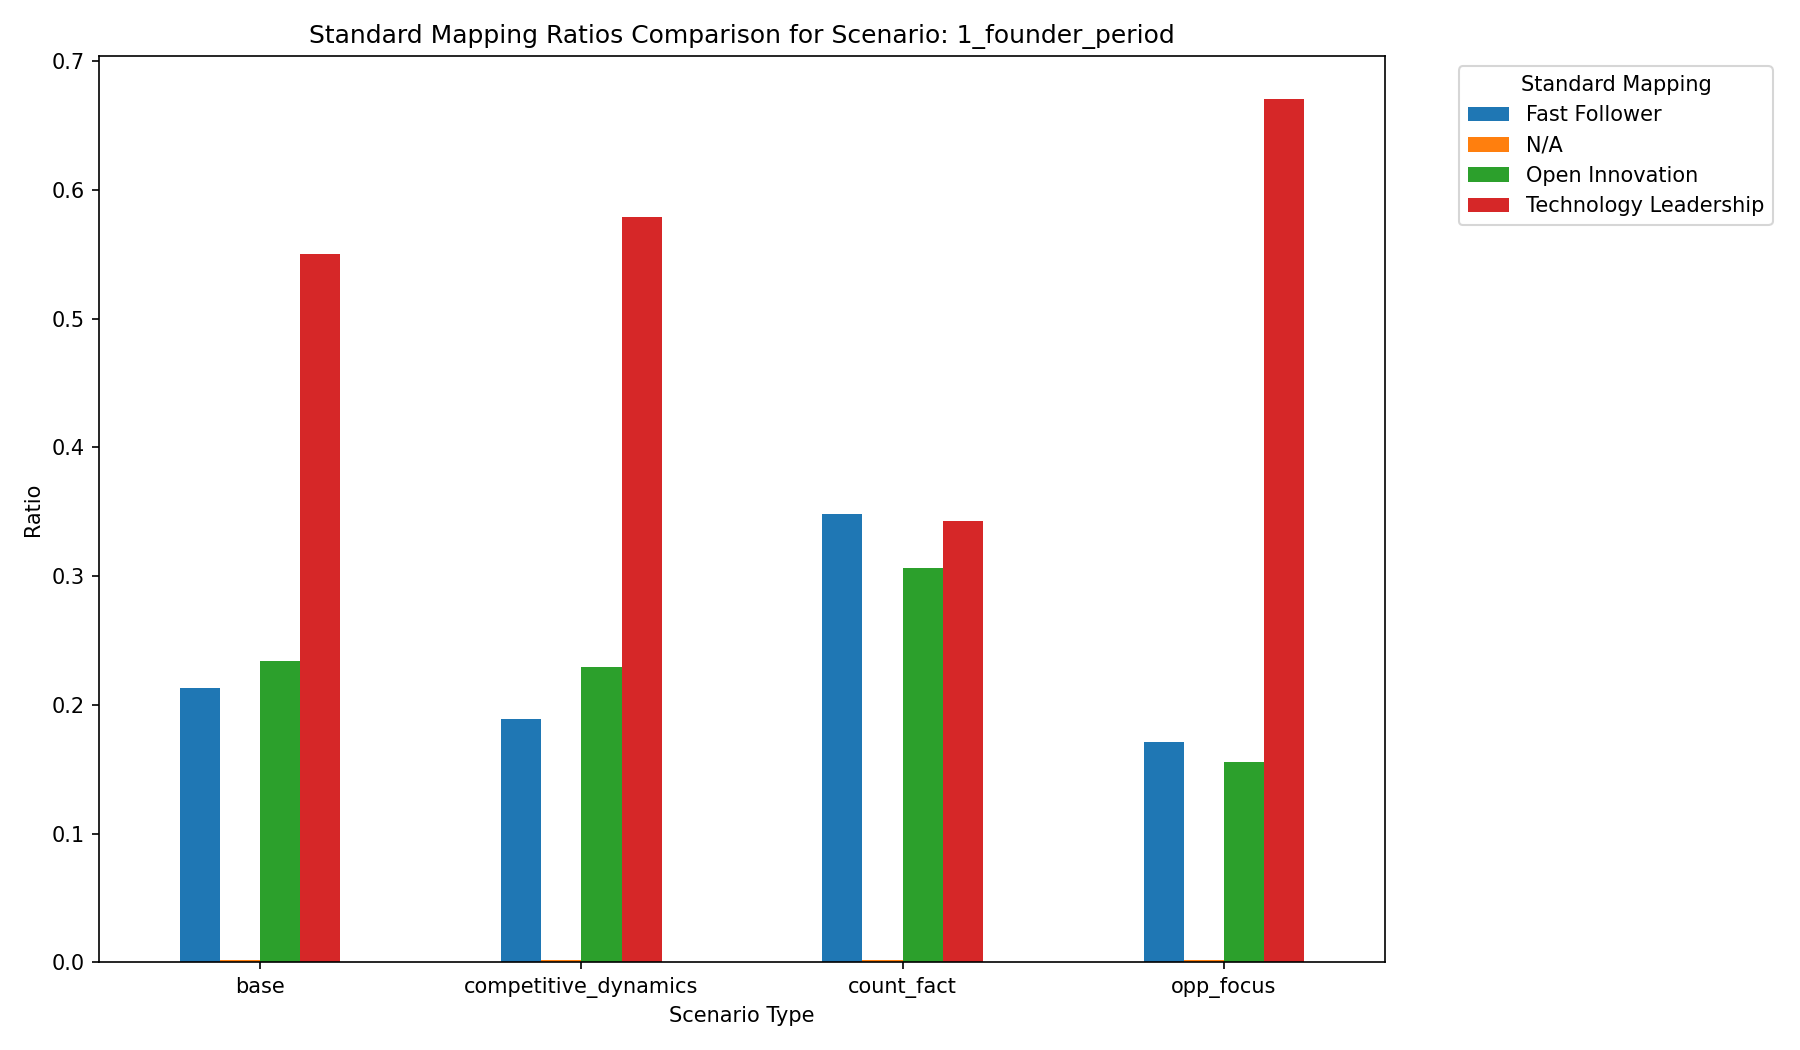 Standard Mapping Ratios Comparison for Scenario: 1_founder_period
Standard Mapping
Fast Follower
N/A
Open Innovation
Technology Leadership
Ratio
0.7
0.6
0.5
0.4
0.3
0.2
0.1
0.0
base competitive_dynamics count_fact opp_focus
Scenario Type